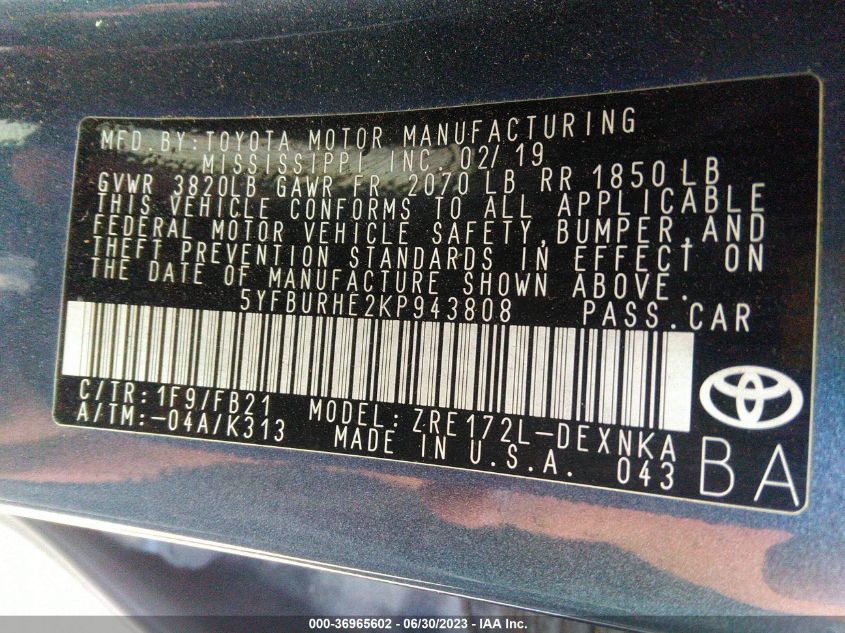 MFD. BY: TOYOTA MOTOR MANUFACTURING
MISSISSIPPI INC. 02/19
GVWR 3820LB GAWR FR 2070 LB RR 1850 LB
THIS VEHICLE CONFORMS TO ALL APPLICABLE
FEDERAL MOTOR VEHICLE SAFETY, BUMPER, AND
THEFT PREVENTION STANDARDS IN EFFECT ON
THE DATE OF MANUFACTURE SHOWN ABOVE.
5YFBURHE2KP943808 PASS. CAR
C/TR: 1F9/FB21 MODEL: ZRE172L-DEXNKA
A/TM:-04A/K313 MADE IN U.S.A. 043
BA
000-36965602 - 06/30/2023 - IAA Inc.